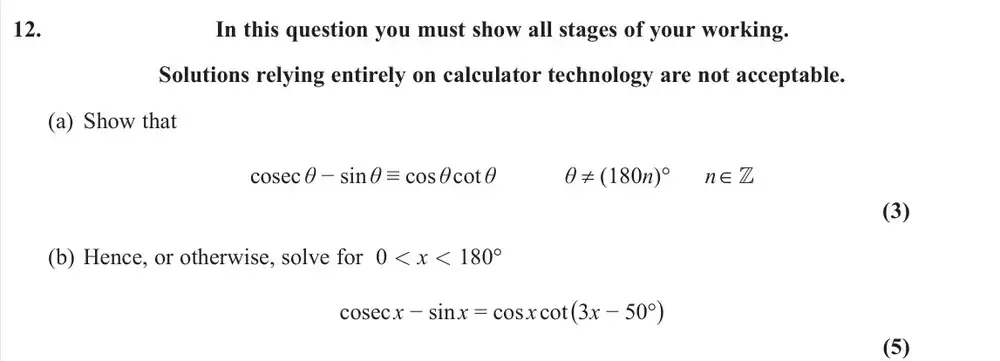 12. In this question you must show all stages of your working.
Solutions relying entirely on calculator technology are not acceptable.
(a) Show that
cosec θ − sin θ ≡ cos θ cot θ θ ≠ (180n)° n ∈ ℤ
(3)
(b) Hence, or otherwise, solve for 0 < x < 180°
cosec x − sin x = cos x cot(3x − 50°)
(5)